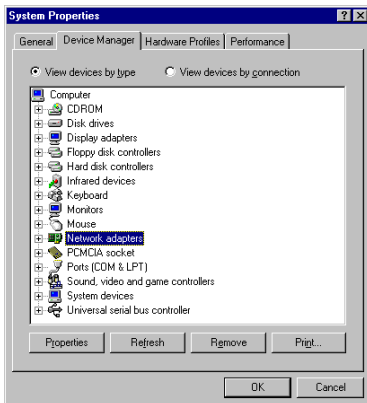 System Properties
General Device Manager Hardware Profiles Performance
View devices by type View devices by connection
Computer
CDROM
Disk drives
Display adapters
Floppy disk controllers
Hard disk controllers
Infrared devices
Keyboard
Monitors
Mouse
Network adapters
PCMCIA socket
Ports (COM & LPT)
Sound, video and game controllers
System devices
Universal serial bus controller
Properties Refresh Remove Print...
OK Cancel